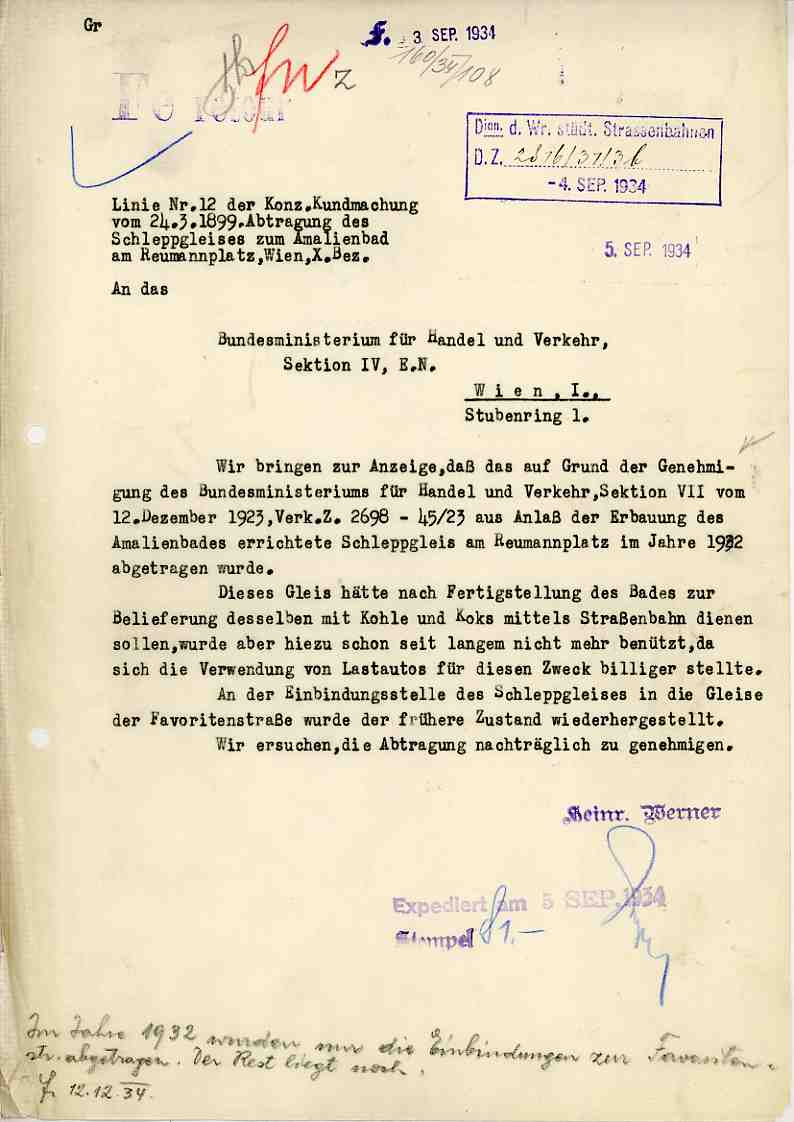 Gr
F. 3 SEP. 1934
160/34/108
z
Dion. d. Wr. städt. Strassenbahnen
D.Z. 2816/34/36
-4. SEP. 1934
Linie Nr.12 der Konz.Kundmachung
vom 24.3.1899.Abtragung des
Schleppgleises zum Amalienbad
am Reumannplatz,Wien,X.Bez.
5. SEP. 1934
An das
Bundesministerium für Handel und Verkehr,
Sektion IV, E.N.
Wien,I.,
Stubenring 1.
Wir bringen zur Anzeige,daß das auf Grund der Genehmi-
gung des Bundesministeriums für Handel und Verkehr,Sektion VII vom
12.Dezember 1923,Verk.Z. 2698 - 45/23 aus Anlaß der Erbauung des
Amalienbades errichtete Schleppgleis am Reumannplatz im Jahre 1932
abgetragen wurde.
Dieses Gleis hätte nach Fertigstellung des Bades zur
Belieferung desselben mit Kohle und Koks mittels Straßenbahn dienen
sollen,wurde aber hiezu schon seit langem nicht mehr benützt,da
sich die Verwendung von Lastautos für diesen Zweck billiger stellte.
An der Einbindungsstelle des Schleppgleises in die Gleise
der Favoritenstraße wurde der frühere Zustand wiederhergestellt.
Wir ersuchen,die Abtragung nachträglich zu genehmigen.
Heinr. Werner
Expediert am 5 SEP. 1934
Stempel S 1.-
Im Jahre 1932 wurden nur die Einbindungen zur Favoriten-
str. abgetragen. Der Rest liegt noch.
12.12.34.